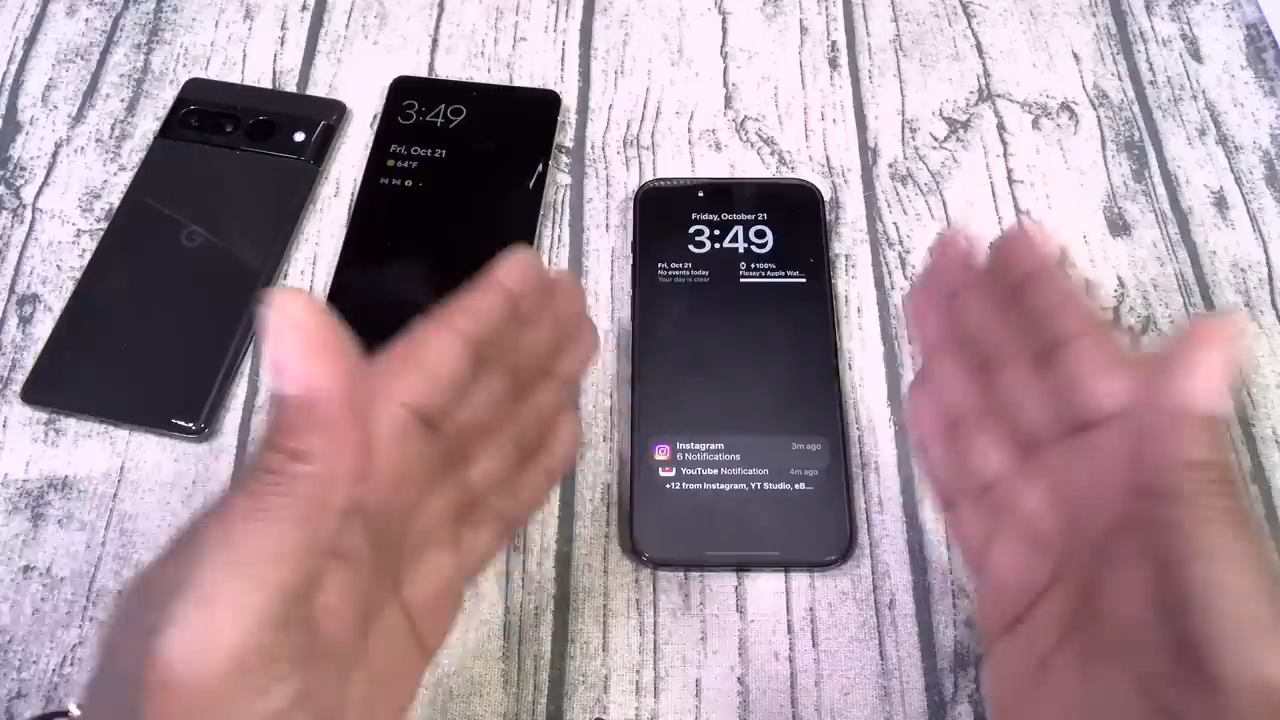 G
3:49
Fri, Oct 21
64°F
Friday, October 21
3:49
Fri, Oct 21
No events today
Your day is clear
100%
Flossy's Apple Wat...
Instagram
3m ago
6 Notifications
YouTube Notification
4m ago
+12 from Instagram, YT Studio, eB...